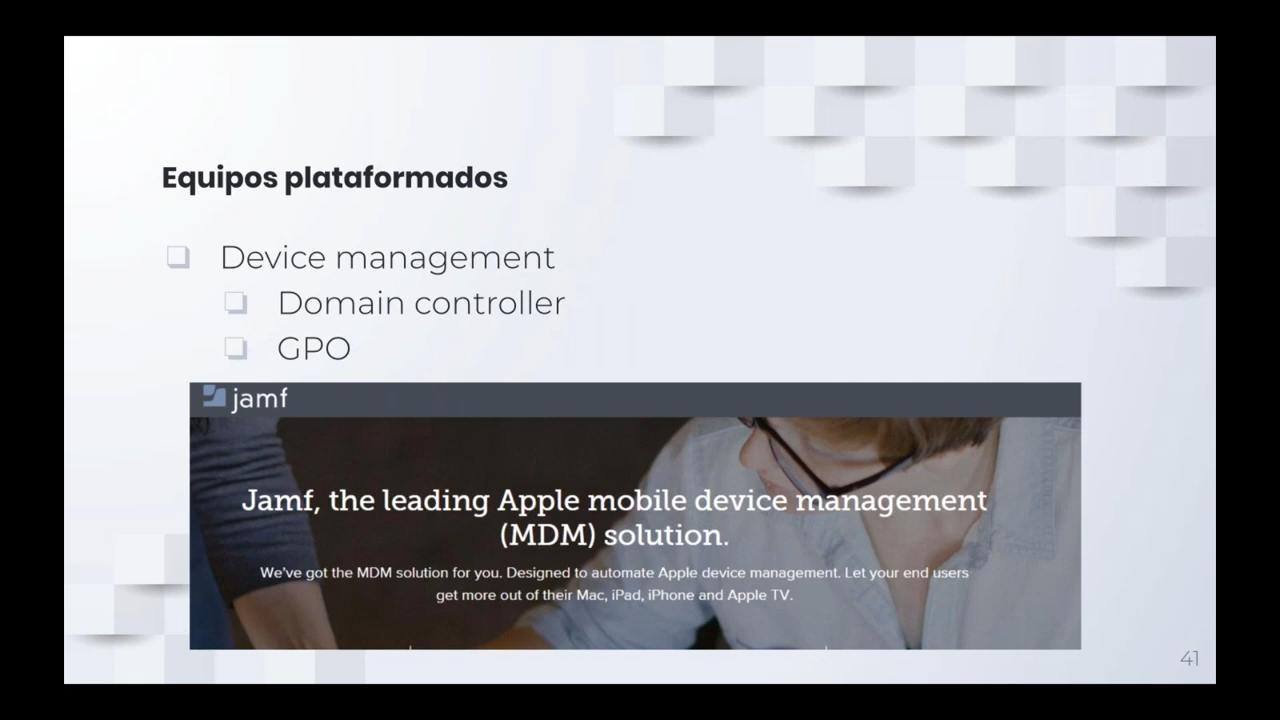 Equipos plataformados
Device management
Domain controller
GPO
jamf
Jamf, the leading Apple mobile device management
(MDM) solution.
We've got the MDM solution for you. Designed to automate Apple device management. Let your end users
get more out of their Mac, iPad, iPhone and Apple TV.
41